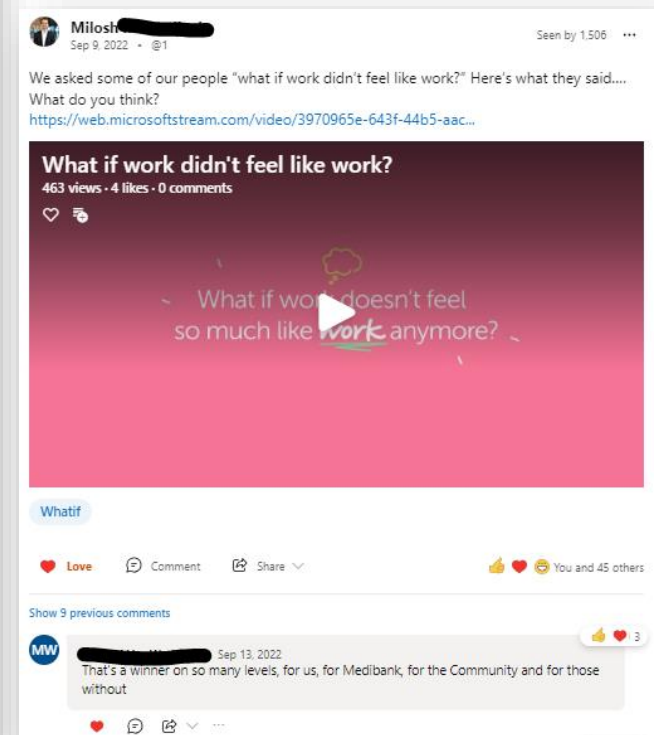 Milosh
Sep 9, 2022 • @1
Seen by 1,506 •••
We asked some of our people "what if work didn't feel like work?" Here's what they said....
What do you think?
https://web.microsoftstream.com/video/3970965e-643f-44b5-aac...
What if work didn't feel like work?
463 views • 4 likes • 0 comments
What if work doesn't feel
so much like work anymore?
Whatif
Love Comment Share You and 45 others
Show 9 previous comments
3
MW
Sep 13, 2022
That's a winner on so many levels, for us, for Medibank, for the Community and for those
without